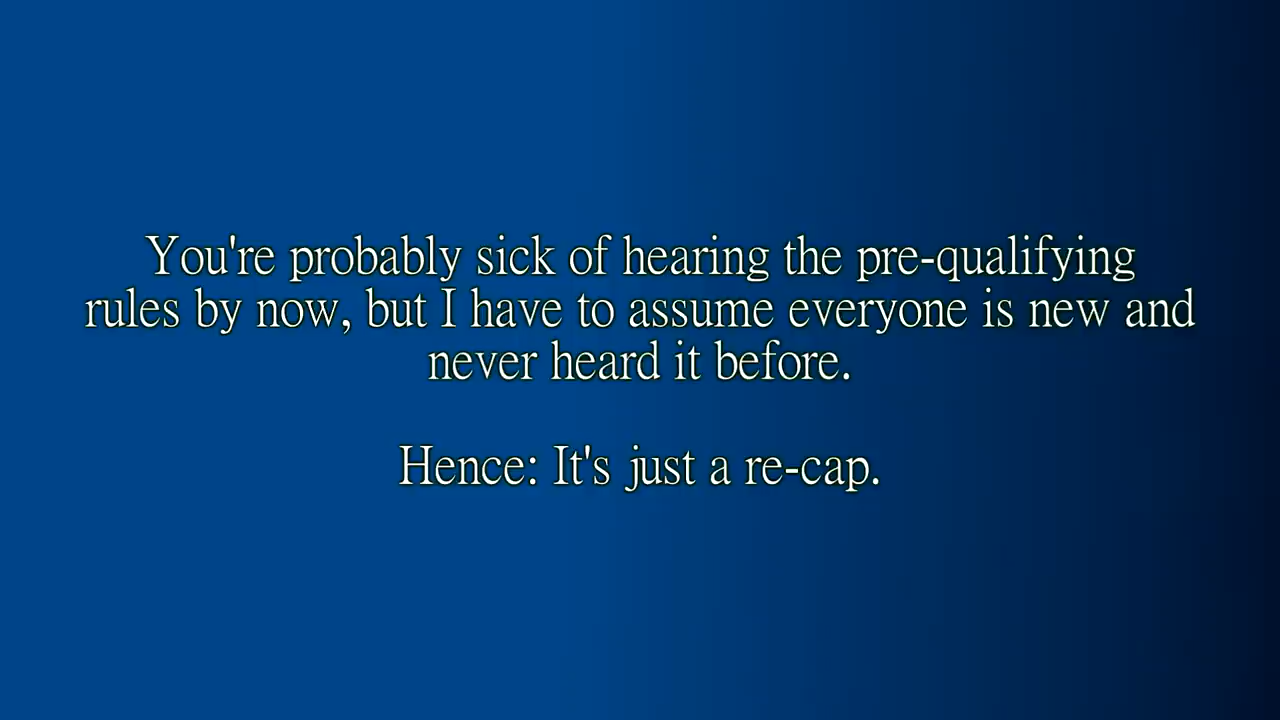 You're probably sick of hearing the pre-qualifying
rules by now, but I have to assume everyone is new and
never heard it before.
Hence: It's just a re-cap.